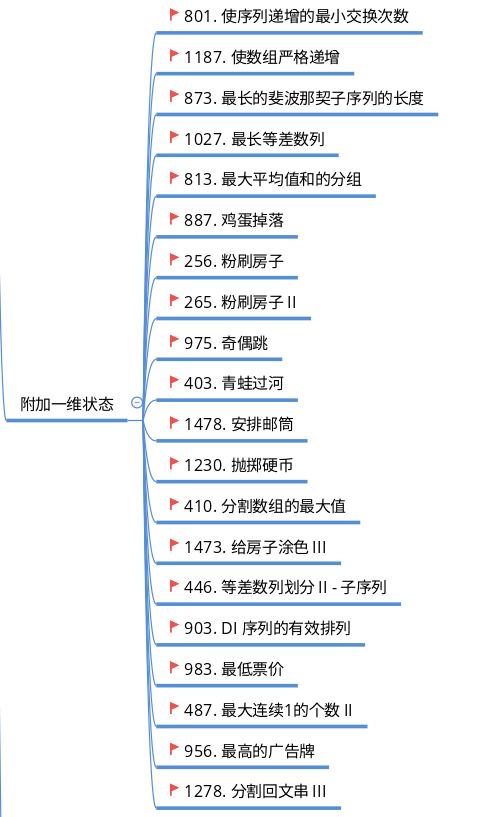 801. 使序列递增的最小交换次数
1187. 使数组严格递增
873. 最长的斐波那契子序列的长度
1027. 最长等差数列
813. 最大平均值和的分组
887. 鸡蛋掉落
256. 粉刷房子
265. 粉刷房子 II
975. 奇偶跳
403. 青蛙过河
附加一维状态
1478. 安排邮筒
1230. 抛掷硬币
410. 分割数组的最大值
1473. 给房子涂色 III
446. 等差数列划分 II - 子序列
903. DI 序列的有效排列
983. 最低票价
487. 最大连续1的个数 II
956. 最高的广告牌
1278. 分割回文串 III